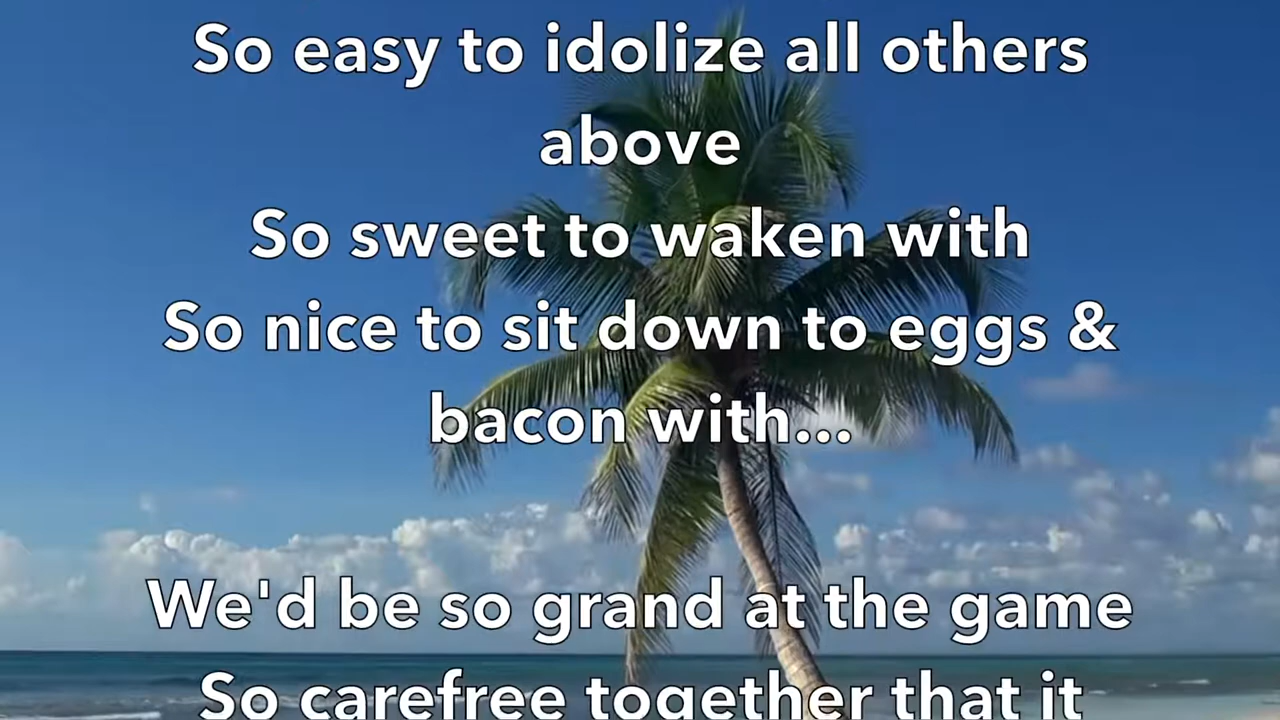 So easy to idolize all others
above
So sweet to waken with
So nice to sit down to eggs &
bacon with...
We'd be so grand at the game
So carefree together that it